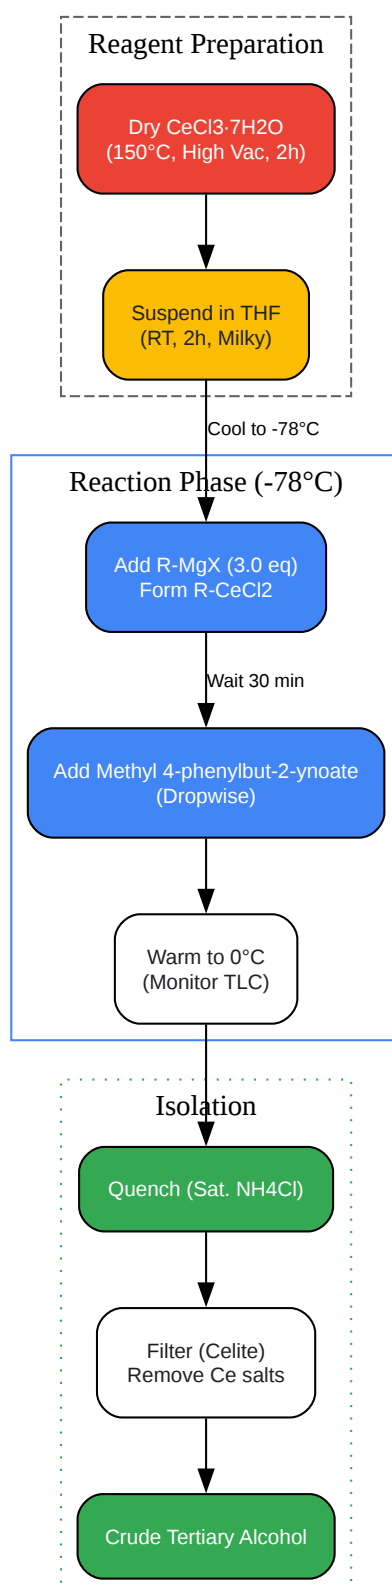 Reagent Preparation
Dry CeCl3·7H2O
(150°C, High Vac, 2h)
Suspend in THF
(RT, 2h, Milky)
Cool to -78°C
Reaction Phase (-78°C)
Add R-MgX (3.0 eq)
Form R-CeCl2
Wait 30 min
Add Methyl 4-phenylbut-2-ynoate
(Dropwise)
Warm to 0°C
(Monitor TLC)
Isolation
Quench (Sat. NH4Cl)
Filter (Celite)
Remove Ce salts
Crude Tertiary Alcohol